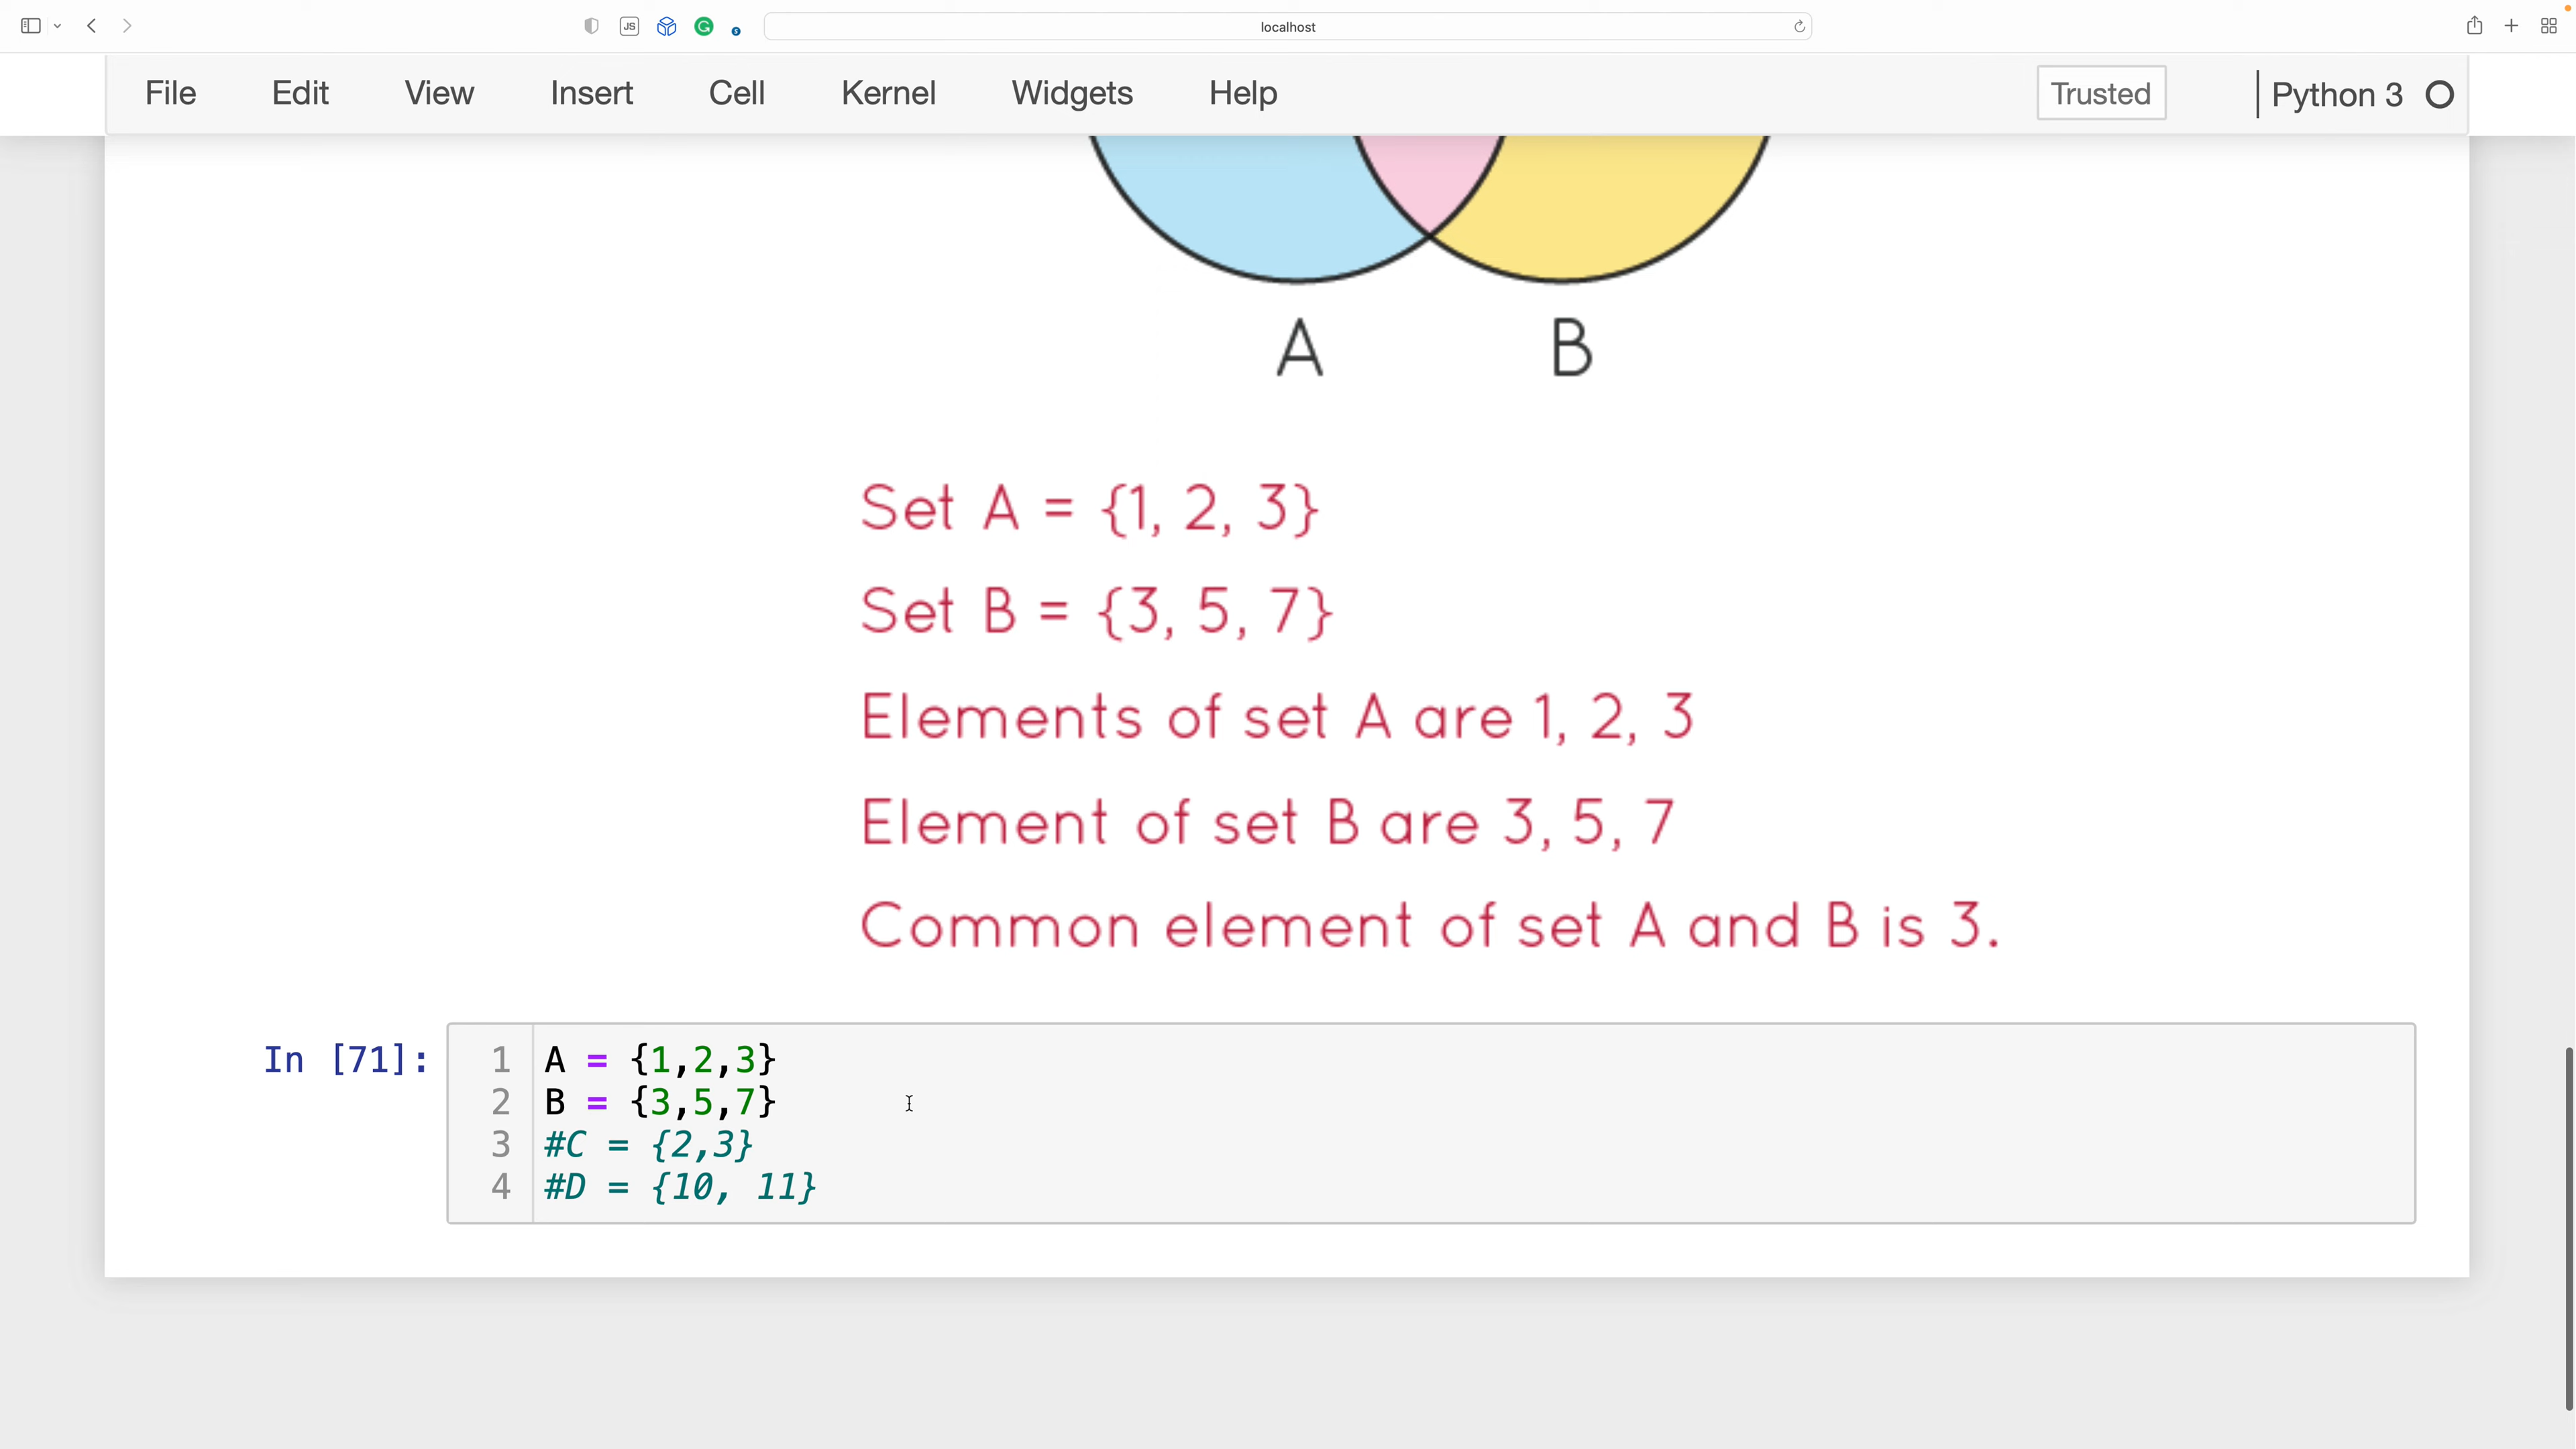 JS
G
localhost
File Edit View Insert Cell Kernel Widgets Help Trusted Python 3
A B
Set A = {1, 2, 3}
Set B = {3, 5, 7}
Elements of set A are 1, 2, 3
Element of set B are 3, 5, 7
Common element of set A and B is 3.
In [71]:
1 A = {1,2,3}
2 B = {3,5,7}
3 #C = {2,3}
4 #D = {10, 11}